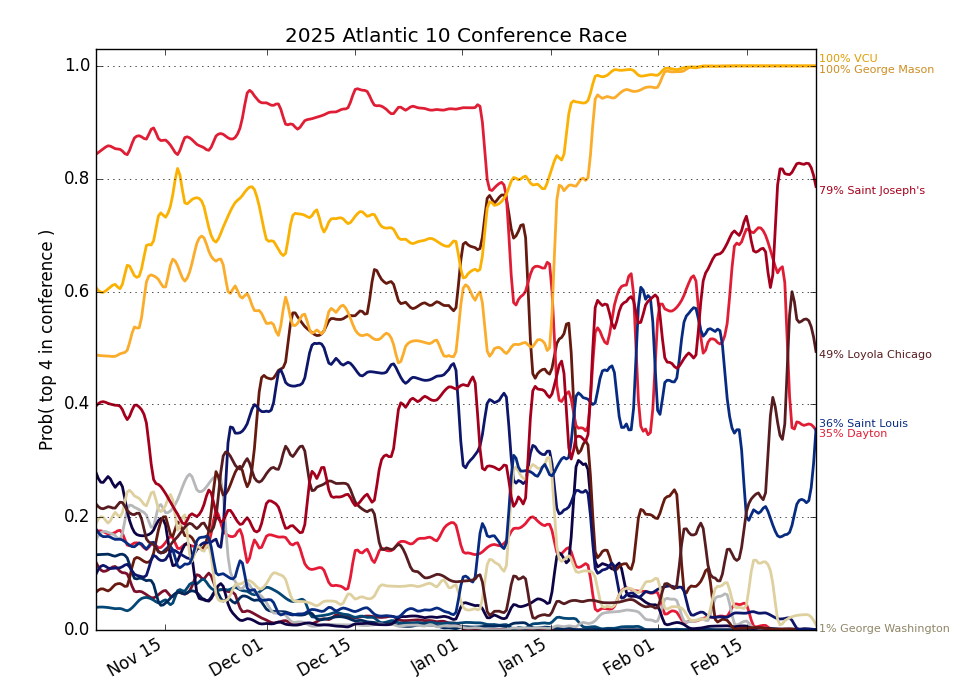 2025 Atlantic 10 Conference Race
Prob( top 4 in conference )
1.0
0.8
0.6
0.4
0.2
0.0
Nov 15
Dec 01
Dec 15
Jan 01
Jan 15
Feb 01
Feb 15
100% VCU
100% George Mason
79% Saint Joseph's
49% Loyola Chicago
36% Saint Louis
35% Dayton
1% George Washington